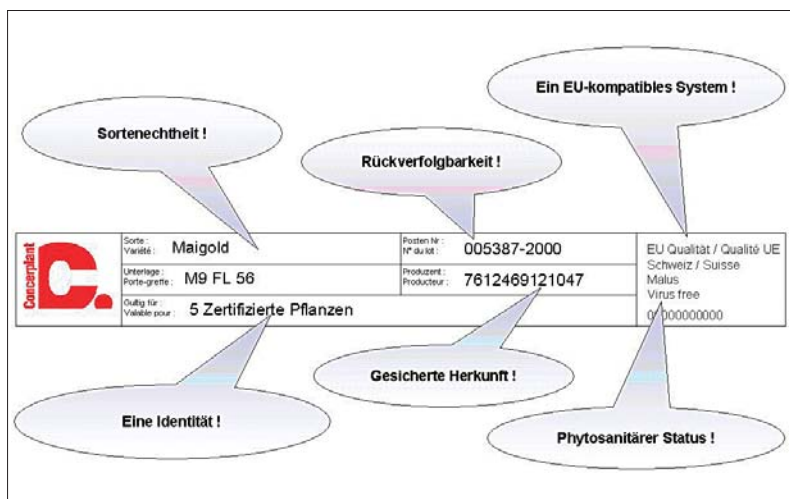 Ein EU-kompatibles System !
Sortenechtheit !
Rückverfolgbarkeit !
Concerplant
C.
Sorte :
Variété :
Maigold
Posten Nr :
N° du lot :
005387-2000
Unterlage :
Porte-greffe :
M9 FL 56
Produzent :
Producteur :
7612469121047
Gültig für :
Valable pour :
5 Zertifizierte Pflanzen
EU Qualität / Qualité UE
Schweiz / Suisse
Malus
Virus free
Gesicherte Herkunft !
Eine Identität !
Phytosanitärer Status !